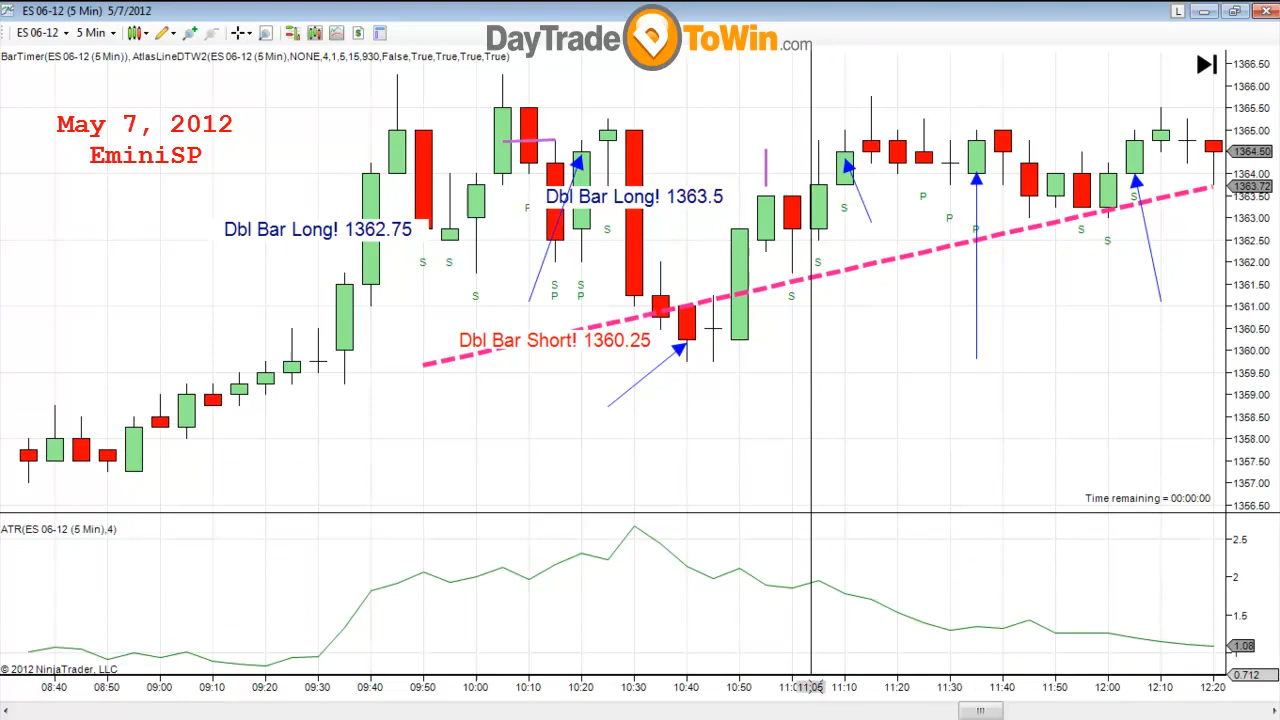 ES 06-12 (5 Min) 5/7/2012
L
ES 06-12 5 Min
DayTradeToWin.com
BarTimer(ES 06-12 (5 Min)), AtlasLineDTW2(ES 06-12 (5 Min),NONE,4,1,5,15,930,False,True,True,True,True)
May 7, 2012
EminiSP
Dbl Bar Long! 1362.75
Dbl Bar Long! 1363.5
Dbl Bar Short! 1360.25
S S S P S P S P S S S S P P P S S S
1366.50
1366.00
1365.50
1365.00
1364.50
1364.00
1363.72
1363.50
1363.00
1362.50
1362.00
1361.50
1361.00
1360.50
1360.00
1359.50
1359.00
1358.50
1358.00
1357.50
1357.00
1356.50
Time remaining = 00:00:00
ATR(ES 06-12 (5 Min),4)
2.5
2
1.5
1.08
1
0.712
© 2012 NinjaTrader, LLC
08:40 08:50 09:00 09:10 09:20 09:30 09:40 09:50 10:00 10:10 10:20 10:30 10:40 10:50 11:05 11:10 11:20 11:30 11:40 11:50 12:00 12:10 12:20